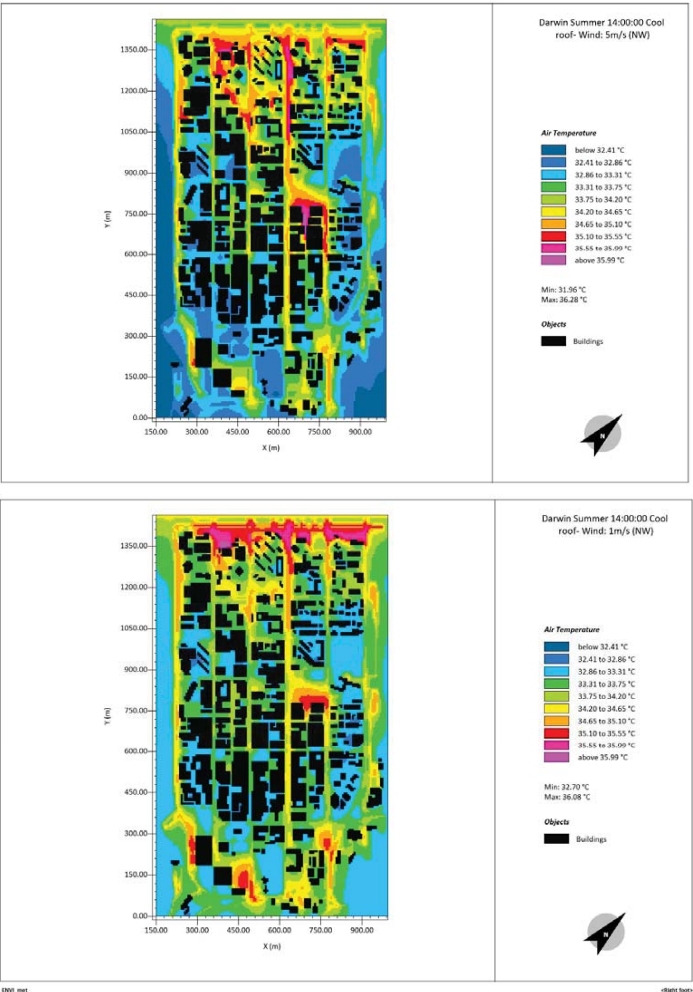 Darwin Summer 14:00:00 Cool
roof- Wind: 5m/s (NW)
1350.00
1200.00
1050.00
900.00
750.00
600.00
450.00
300.00
150.00
0.00
Y (m)
150.00 300.00 450.00 600.00 750.00 900.00
X (m)
Air Temperature
below 32.41 °C
32.41 to 32.86 °C
32.86 to 33.31 °C
33.31 to 33.75 °C
33.75 to 34.20 °C
34.20 to 34.65 °C
34.65 to 35.10 °C
35.10 to 35.55 °C
35.55 to 35.99 °C
above 35.99 °C
Min: 31.96 °C
Max: 36.28 °C
Objects
Buildings
N
Darwin Summer 14:00:00 Cool
roof- Wind: 1m/s (NW)
1350.00
1200.00
1050.00
900.00
750.00
600.00
450.00
300.00
150.00
0.00
Y (m)
150.00 300.00 450.00 600.00 750.00 900.00
X (m)
Air Temperature
below 32.41 °C
32.41 to 32.86 °C
32.86 to 33.31 °C
33.31 to 33.75 °C
33.75 to 34.20 °C
34.20 to 34.65 °C
34.65 to 35.10 °C
35.10 to 35.55 °C
35.55 to 35.99 °C
above 35.99 °C
Min: 32.70 °C
Max: 36.08 °C
Objects
Buildings
N
ENVI_met
<Right foot>